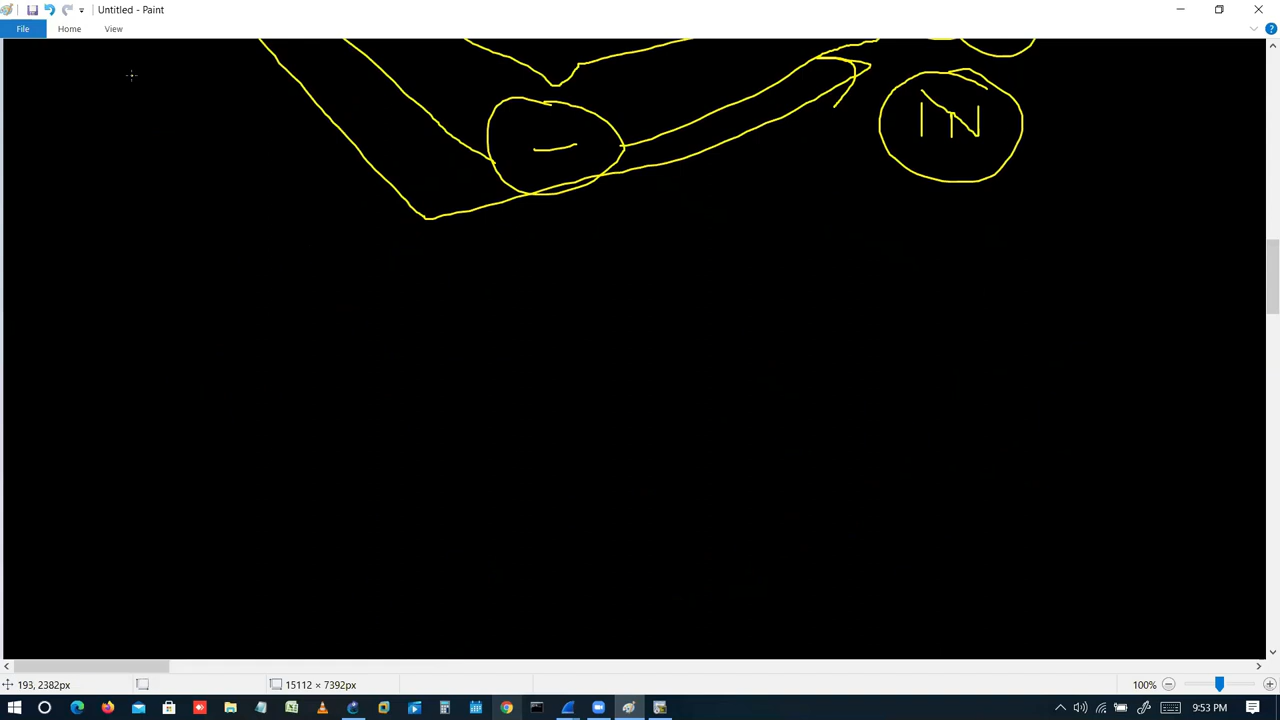 Untitled - Paint
File Home View
IN
193, 2382px 15112 × 7392px 100%
9:53 PM